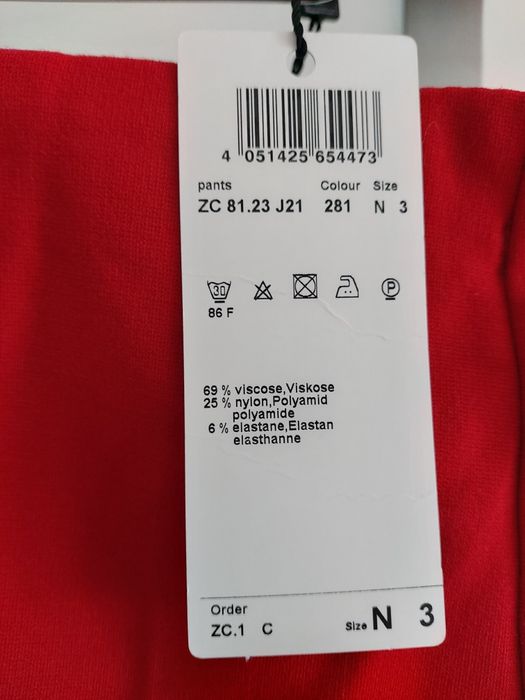 4 051425 654473
pants Colour Size
ZC 81.23 J21 281 N 3
30
P
86 F
69 % viscose,Viskose
25 % nylon,Polyamid
polyamide
6 % elastane,Elastan
elasthanne
Order
ZC.1 C Size N 3